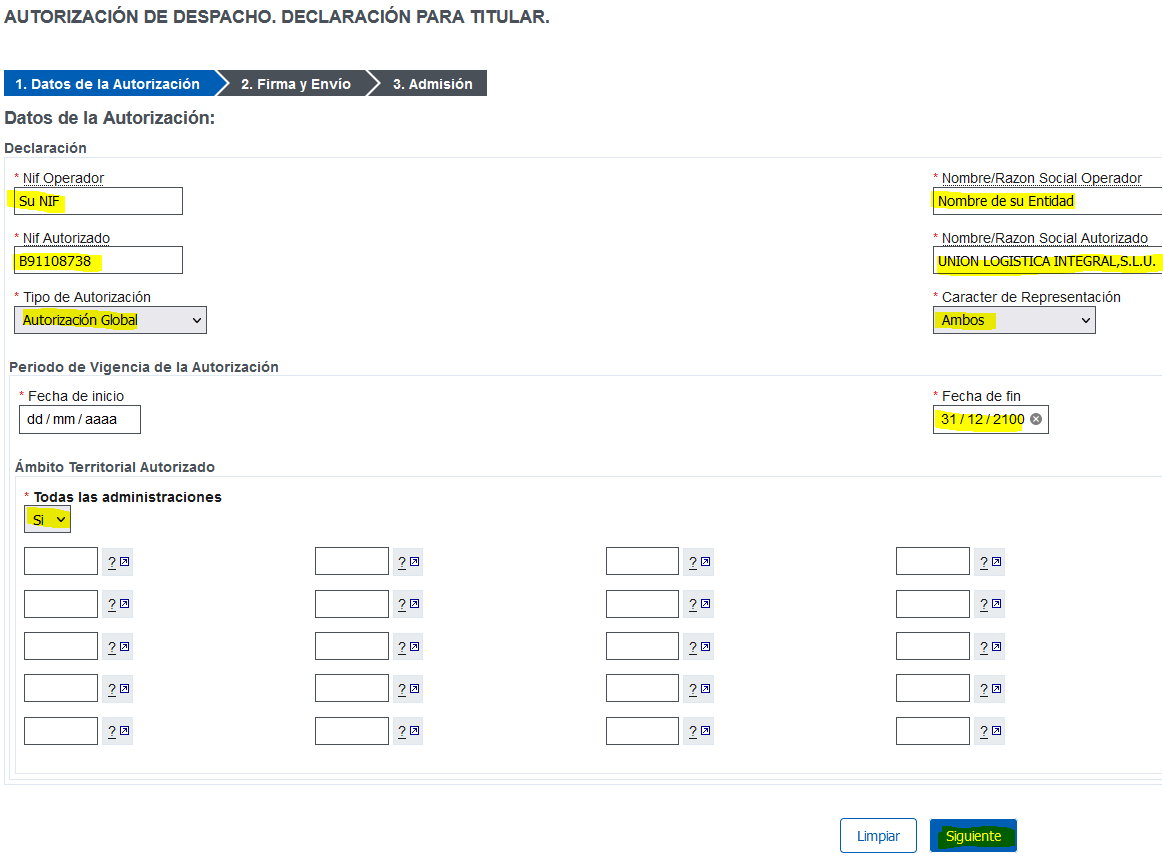 AUTORIZACIÓN DE DESPACHO. DECLARACIÓN PARA TITULAR.
1. Datos de la Autorización 2. Firma y Envío 3. Admisión
Datos de la Autorización:
Declaración
* Nif Operador * Nombre/Razon Social Operador
Su NIF Nombre de su Entidad
* Nif Autorizado * Nombre/Razon Social Autorizado
B91108738 UNION LOGISTICA INTEGRAL,S.L.U.
* Tipo de Autorización * Caracter de Representación
Autorización Global Ambos
Periodo de Vigencia de la Autorización
* Fecha de inicio * Fecha de fin
dd / mm / aaaa 31 / 12 / 2100
Ámbito Territorial Autorizado
* Todas las administraciones
Si
? ? ? ?
? ? ? ?
? ? ? ?
? ? ? ?
? ? ? ?
Limpiar Siguiente